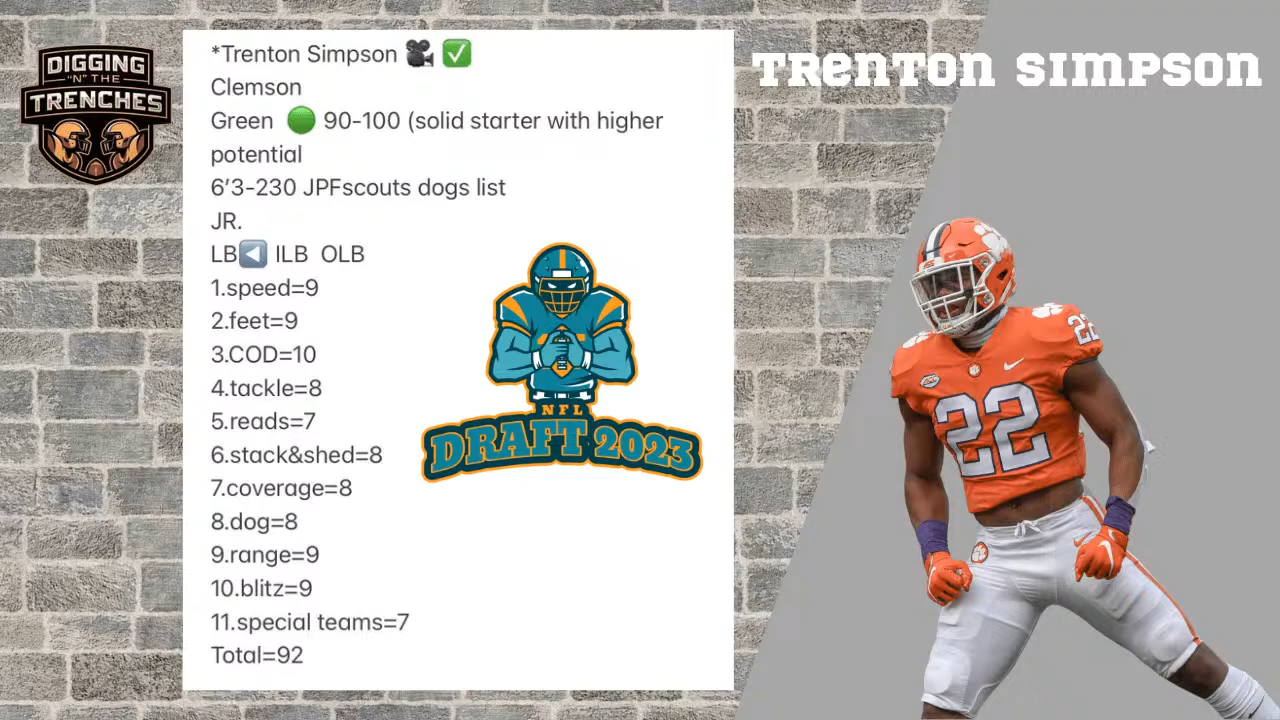 DIGGING
"N" THE
TRENCHES
*Trenton Simpson 🎥 ✅
Clemson
Green 🟢 90-100 (solid starter with higher
potential
6'3-230 JPFscouts dogs list
JR.
LB◀️ ILB OLB
1.speed=9
2.feet=9
3.COD=10
4.tackle=8
5.reads=7
6.stack&shed=8
7.coverage=8
8.dog=8
9.range=9
10.blitz=9
11.special teams=7
Total=92
NFL
DRAFT 2023
TRENTON SIMPSON
22
22